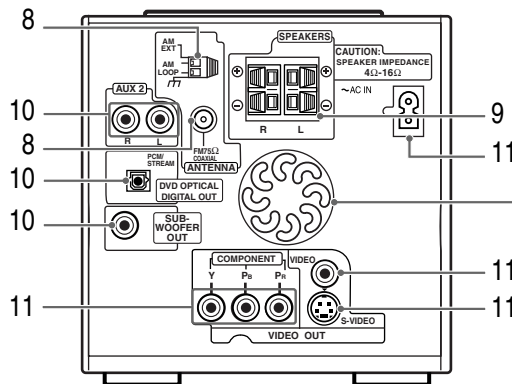 8
AM
EXT
AM
LOOP
SPEAKERS
CAUTION:
SPEAKER IMPEDANCE
4Ω-16Ω
∼AC IN
AUX 2
10
R L
8
FM75Ω
COAXIAL
ANTENNA
R L
9
11
PCM/
STREAM
10
DVD OPTICAL
DIGITAL OUT
10
SUB-
WOOFER
OUT
COMPONENT
Y PB PR
VIDEO
11
11
S-VIDEO
11
VIDEO OUT